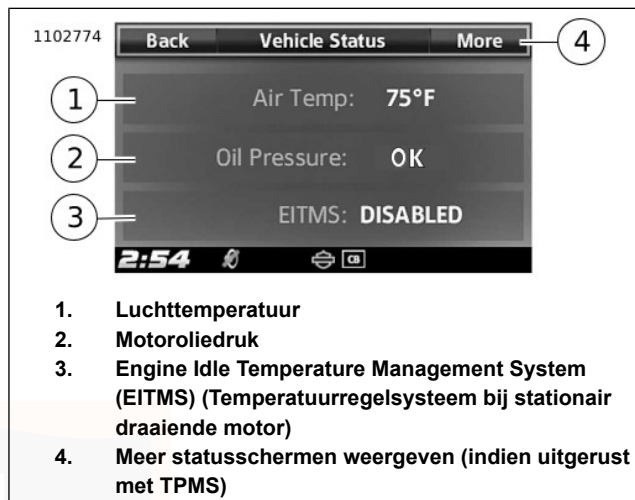 1102774
Back Vehicle Status More 4
1 Air Temp: 75°F
2 Oil Pressure: OK
3 EITMS: DISABLED
2:54 CB
1. Luchttemperatuur
2. Motoroliedruk
3. Engine Idle Temperature Management System
(EITMS) (Temperatuurregelsysteem bij stationair
draaiende motor)
4. Meer statusschermen weergeven (indien uitgerust
met TPMS)